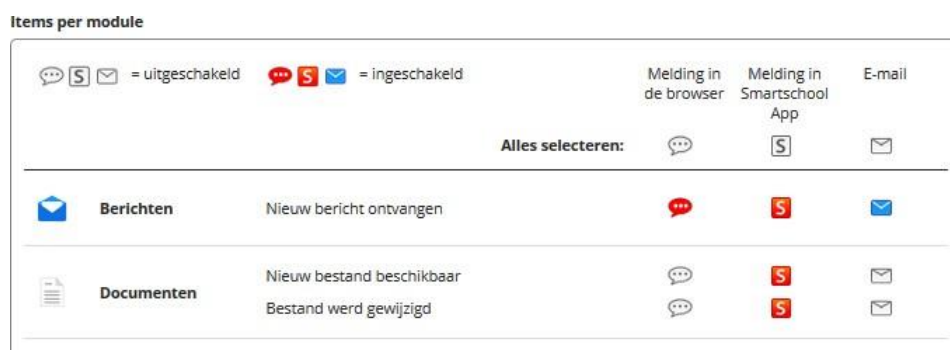 Items per module
= uitgeschakeld
= ingeschakeld
Melding in de browser
Melding in Smartschool App
E-mail
Alles selecteren:
Berichten
Nieuw bericht ontvangen
Documenten
Nieuw bestand beschikbaar
Bestand werd gewijzigd